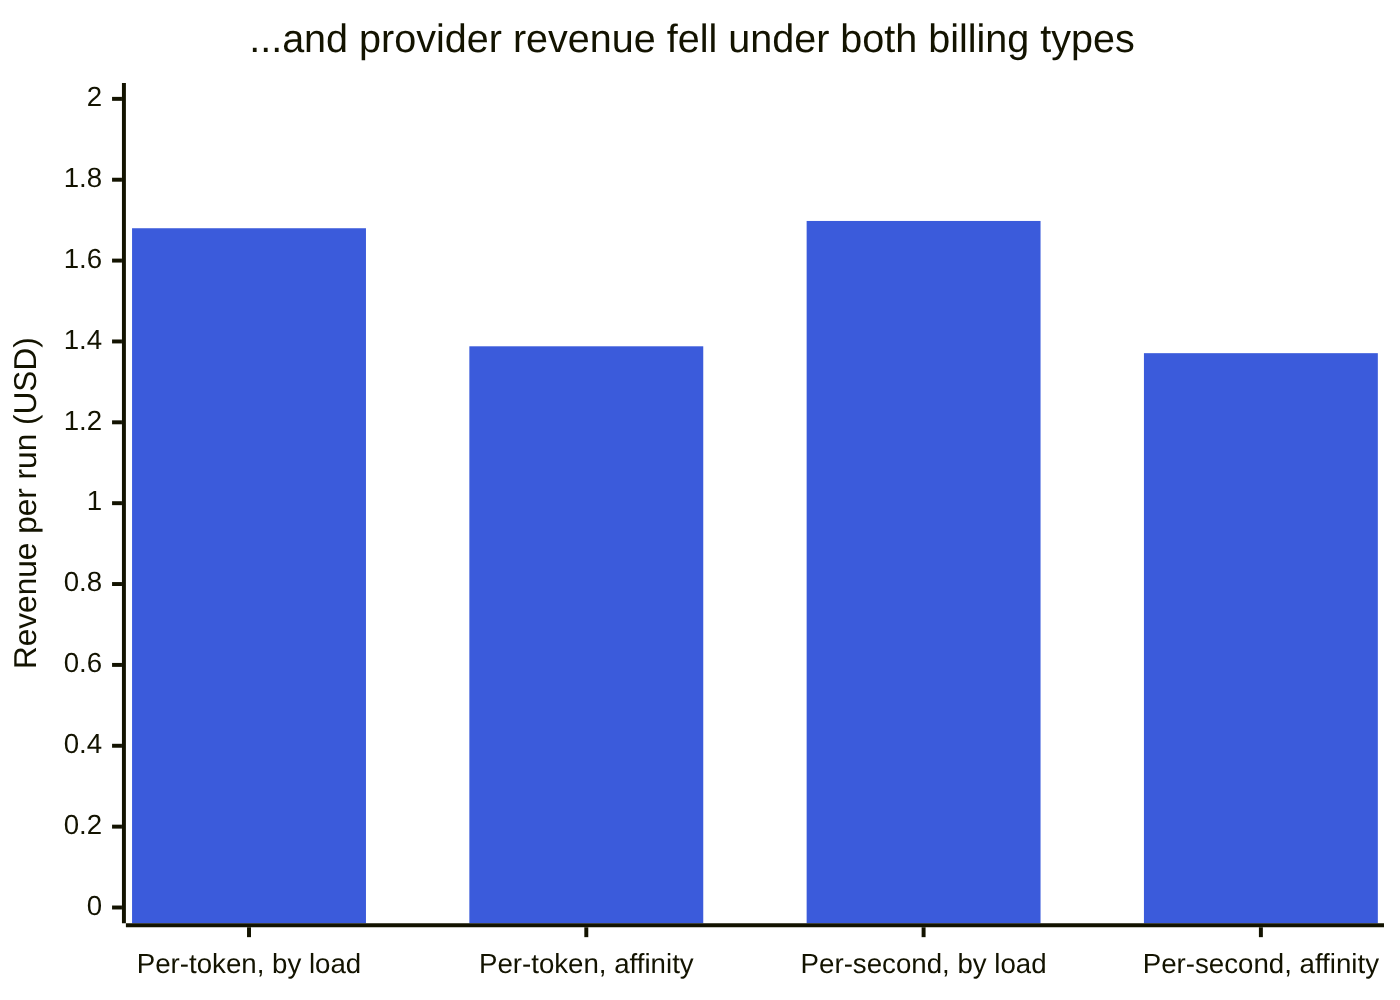 ...and provider revenue fell under both billing types
Revenue per run (USD)
2
1.8
1.6
1.4
1.2
1
0.8
0.6
0.4
0.2
0
Per-token, by load
Per-token, affinity
Per-second, by load
Per-second, affinity